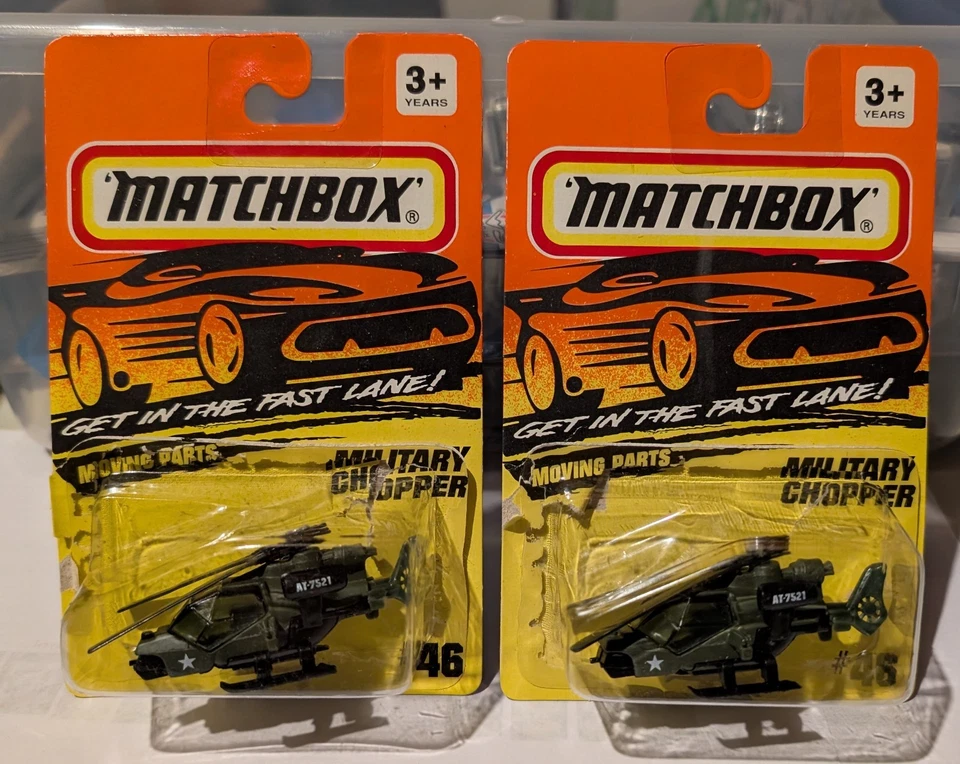 3+
YEARS
'MATCHBOX'®
GET IN THE FAST LANE!
MOVING PARTS
MILITARY
CHOPPER
AT-7521
#46
3+
YEARS
'MATCHBOX'®
GET IN THE FAST LANE!
MOVING PARTS
MILITARY
CHOPPER
AT-7521
#46